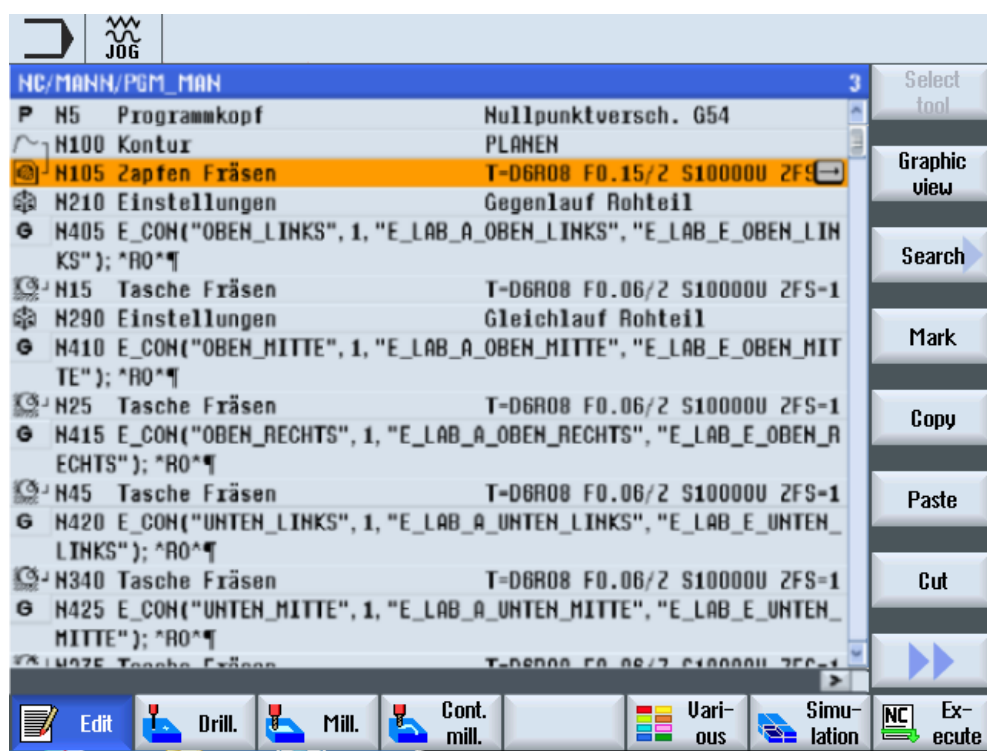 JOG
NC/MANN/PGM_MAN 3
P N5 Programmkopf Nullpunktversch. G54
N100 Kontur PLANEN
N105 Zapfen Fräsen T=D6R08 F0.15/Z S10000U ZFS
N210 Einstellungen Gegenlauf Rohteil
G N405 E_CON("OBEN_LINKS", 1, "E_LAB_A_OBEN_LINKS", "E_LAB_E_OBEN_LIN
KS"); *RO*¶
N15 Tasche Fräsen T=D6R08 F0.06/Z S10000U ZFS=1
N290 Einstellungen Gleichlauf Rohteil
G N410 E_CON("OBEN_MITTE", 1, "E_LAB_A_OBEN_MITTE", "E_LAB_E_OBEN_MIT
TE"); *RO*¶
N25 Tasche Fräsen T=D6R08 F0.06/Z S10000U ZFS=1
G N415 E_CON("OBEN_RECHTS", 1, "E_LAB_A_OBEN_RECHTS", "E_LAB_E_OBEN_R
ECHTS"); *RO*¶
N45 Tasche Fräsen T=D6R08 F0.06/Z S10000U ZFS=1
G N420 E_CON("UNTEN_LINKS", 1, "E_LAB_A_UNTEN_LINKS", "E_LAB_E_UNTEN_
LINKS"); *RO*¶
N340 Tasche Fräsen T=D6R08 F0.06/Z S10000U ZFS=1
G N425 E_CON("UNTEN_MITTE", 1, "E_LAB_A_UNTEN_MITTE", "E_LAB_E_UNTEN_
MITTE"); *RO*¶
Select
tool
Graphic
view
Search
Mark
Copy
Paste
Cut
Edit
Drill.
Mill.
Cont.
mill.
Vari-
ous
Simu-
lation
NC Ex-
ecute